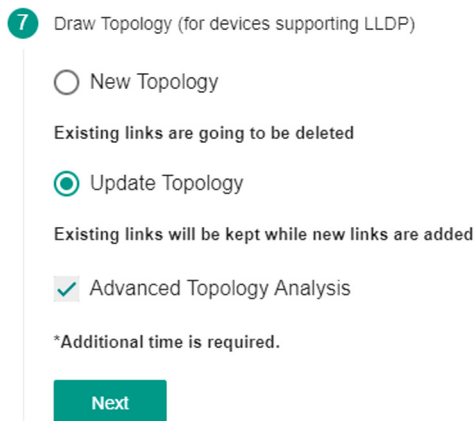 7 Draw Topology (for devices supporting LLDP)
New Topology
Existing links are going to be deleted
Update Topology
Existing links will be kept while new links are added
Advanced Topology Analysis
*Additional time is required.
Next